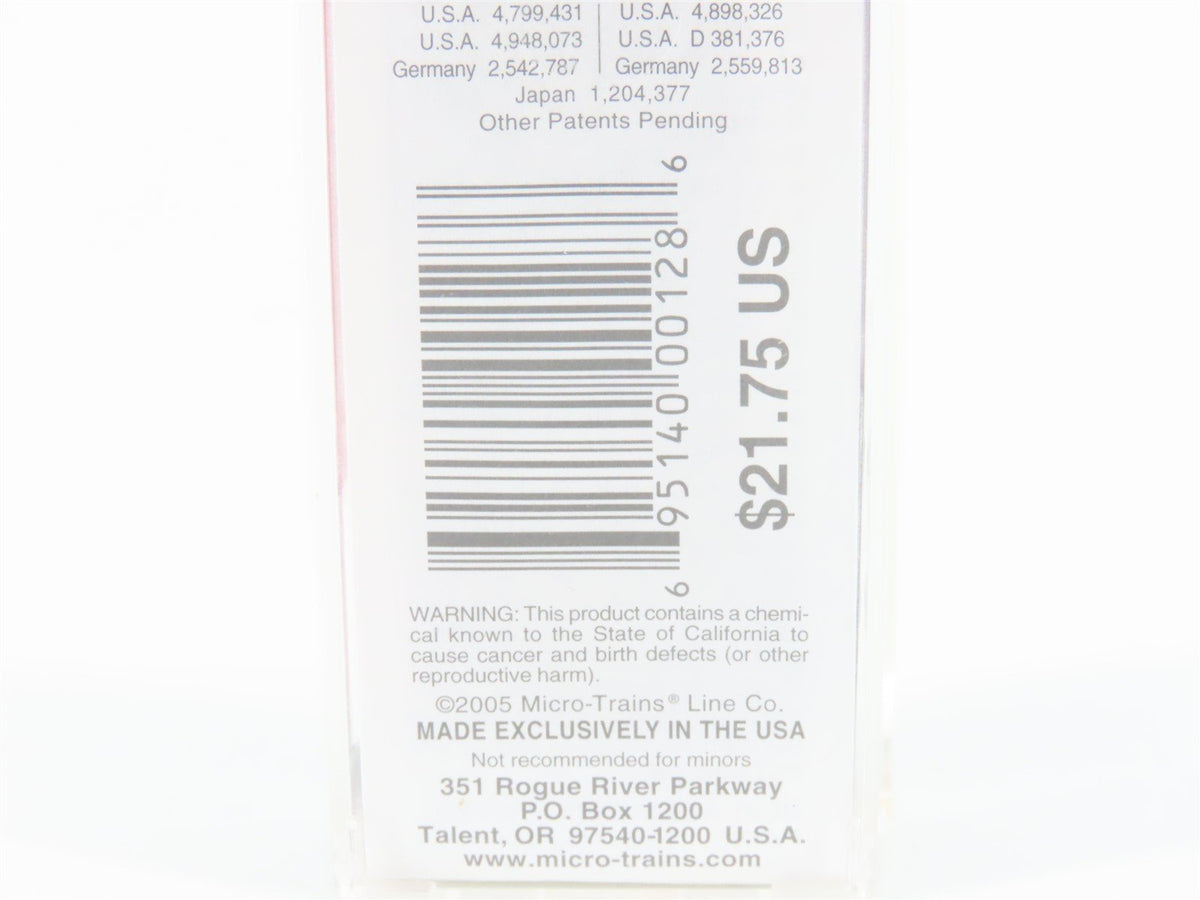 U.S.A. 4,799,431 U.S.A. 4,898,326
U.S.A. 4,948,073 U.S.A. D 381,376
Germany 2,542,787 Germany 2,559,813
Japan 1,204,377
Other Patents Pending
6 95140 00128 6
$21.75 US
WARNING: This product contains a chemi-
cal known to the State of California to
cause cancer and birth defects (or other
reproductive harm).
©2005 Micro-Trains® Line Co.
MADE EXCLUSIVELY IN THE USA
Not recommended for minors
351 Rogue River Parkway
P.O. Box 1200
Talent, OR 97540-1200 U.S.A.
www.micro-trains.com